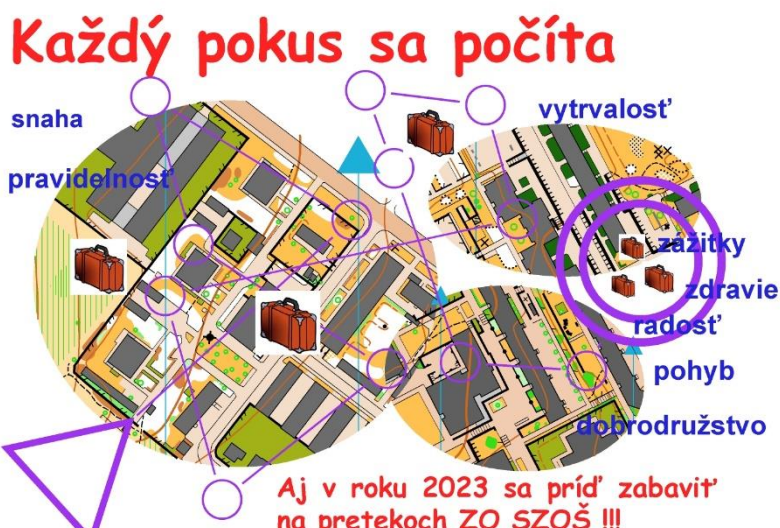 Každý pokus sa počíta
snaha
vytrvalosť
pravidelnosť
zážitky
zdravie
radosť
pohyb
dobrodružstvo
Aj v roku 2023 sa príď zabaviť
na pretekoch ZO SZOŠ !!!